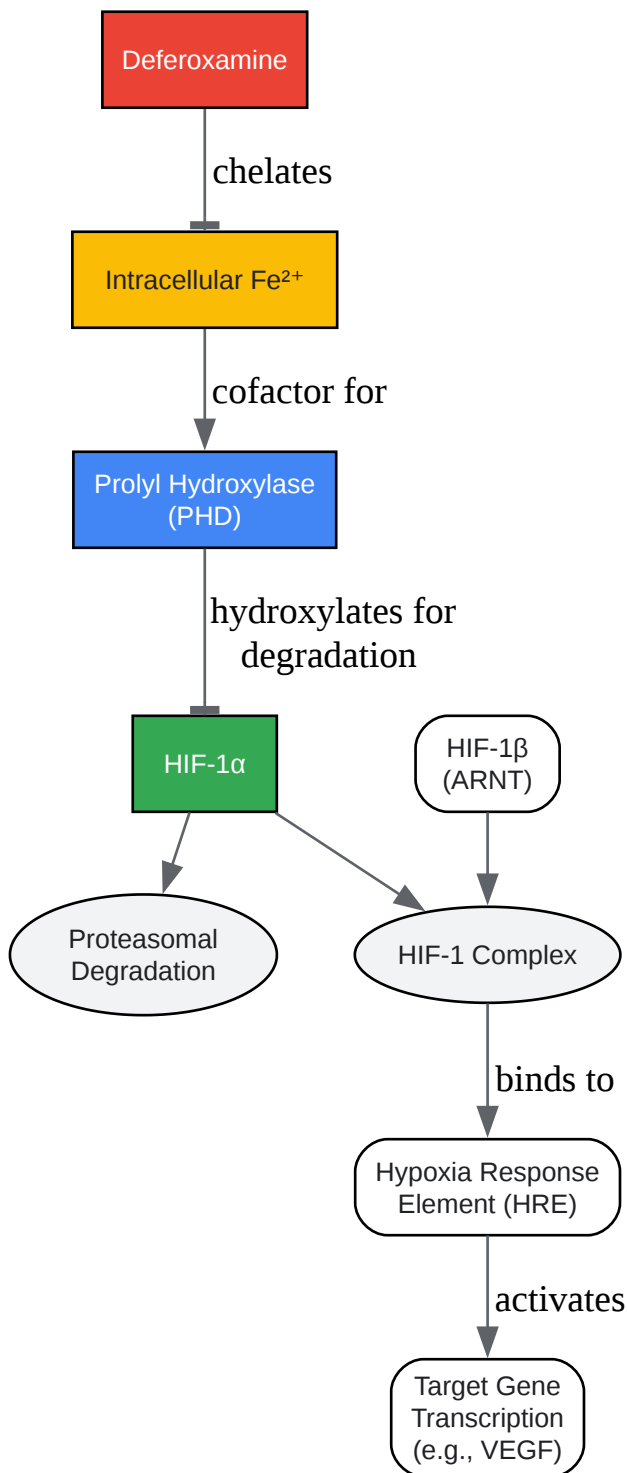 Deferoxamine
chelates
Intracellular Fe²⁺
cofactor for
Prolyl Hydroxylase
(PHD)
hydroxylates for
degradation
HIF-1α
HIF-1β
(ARNT)
Proteasomal
Degradation
HIF-1 Complex
binds to
Hypoxia Response
Element (HRE)
activates
Target Gene
Transcription
(e.g., VEGF)